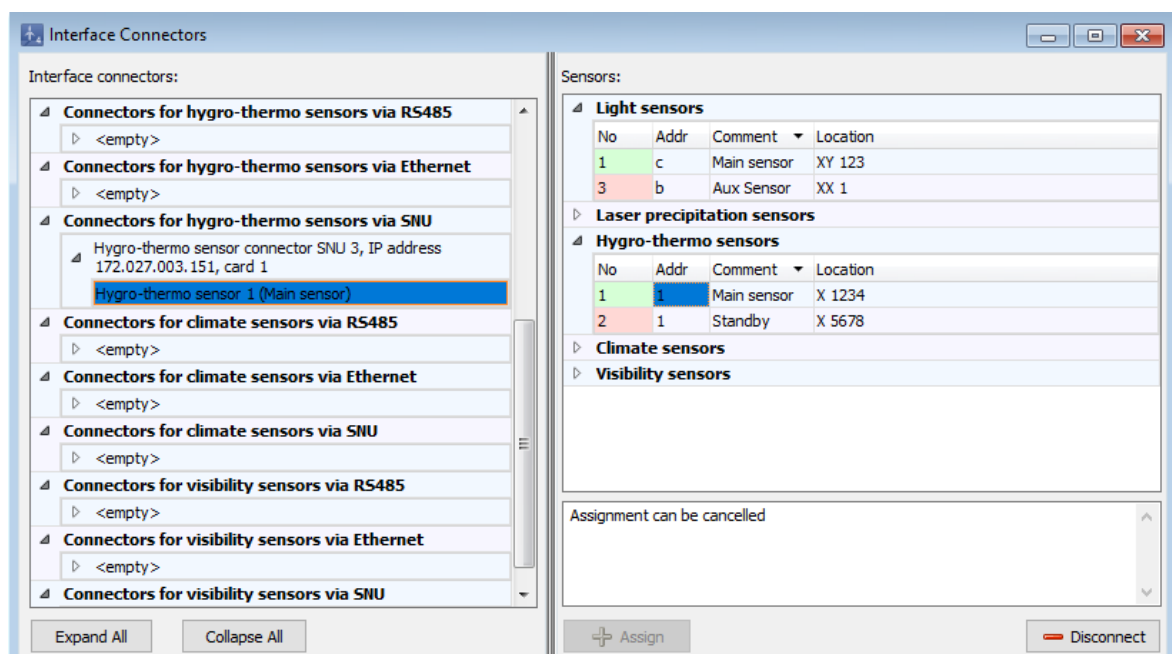 Interface Connectors
Interface connectors:
Connectors for hygro-thermo sensors via RS485
<empty>
Connectors for hygro-thermo sensors via Ethernet
<empty>
Connectors for hygro-thermo sensors via SNU
Hygro-thermo sensor connector SNU 3, IP address
172.027.003.151, card 1
Hygro-thermo sensor 1 (Main sensor)
Connectors for climate sensors via RS485
<empty>
Connectors for climate sensors via Ethernet
<empty>
Connectors for climate sensors via SNU
<empty>
Connectors for visibility sensors via RS485
<empty>
Connectors for visibility sensors via Ethernet
<empty>
Connectors for visibility sensors via SNU
Expand All Collapse All
Sensors:
Light sensors
No Addr Comment Location
1 c Main sensor XY 123
3 b Aux Sensor XX 1
Laser precipitation sensors
Hygro-thermo sensors
No Addr Comment Location
1 1 Main sensor X 1234
2 1 Standby X 5678
Climate sensors
Visibility sensors
Assignment can be cancelled
Assign Disconnect